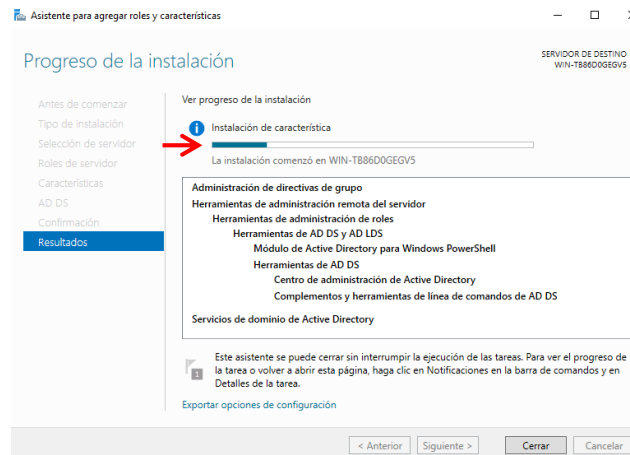 Asistente para agregar roles y características
Progreso de la instalación
SERVIDOR DE DESTINO
WIN-TB86D0GEGV5
Antes de comenzar
Tipo de instalación
Selección de servidor
Roles de servidor
Características
AD DS
Confirmación
Resultados
Ver progreso de la instalación
Instalación de característica
La instalación comenzó en WIN-TB86D0GEGV5
Administración de directivas de grupo
Herramientas de administración remota del servidor
Herramientas de administración de roles
Herramientas de AD DS y AD LDS
Módulo de Active Directory para Windows PowerShell
Herramientas de AD DS
Centro de administración de Active Directory
Complementos y herramientas de línea de comandos de AD DS
Servicios de dominio de Active Directory
1
Este asistente se puede cerrar sin interrumpir la ejecución de las tareas. Para ver el progreso de
la tarea o volver a abrir esta página, haga clic en Notificaciones en la barra de comandos y en
Detalles de la tarea.
Exportar opciones de configuración
< Anterior
Siguiente >
Cerrar
Cancelar